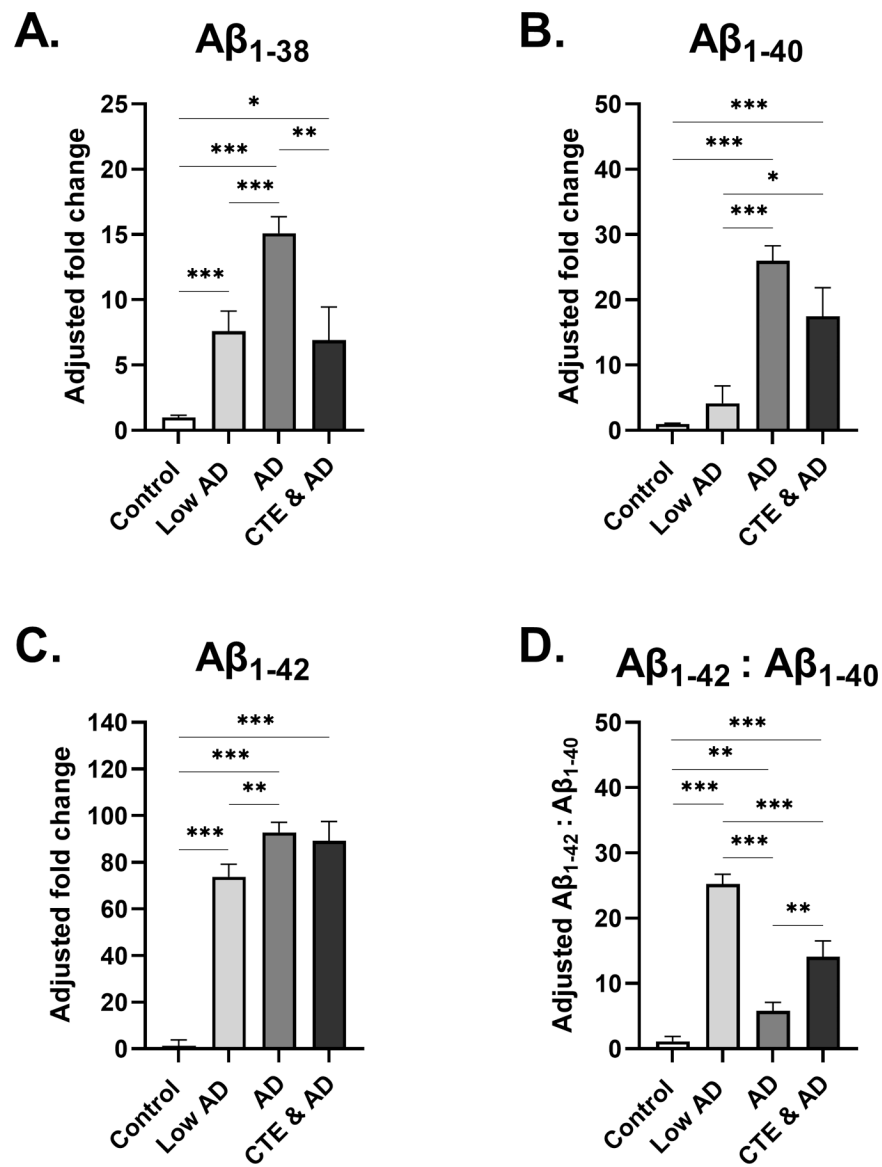 A.
Aβ1-38
Adjusted fold change
25
20
15
10
5
0
*
**
***
***
***
Control
Low AD
AD
CTE & AD
B.
Aβ1-40
Adjusted fold change
50
40
30
20
10
0
***
***
*
***
Control
Low AD
AD
CTE & AD
C.
Aβ1-42
Adjusted fold change
140
120
100
80
60
40
20
0
***
***
**
***
Control
Low AD
AD
CTE & AD
D.
Aβ1-42 : Aβ1-40
Adjusted Aβ1-42 : Aβ1-40
50
40
30
20
10
0
***
**
***
***
***
**
Control
Low AD
AD
CTE & AD